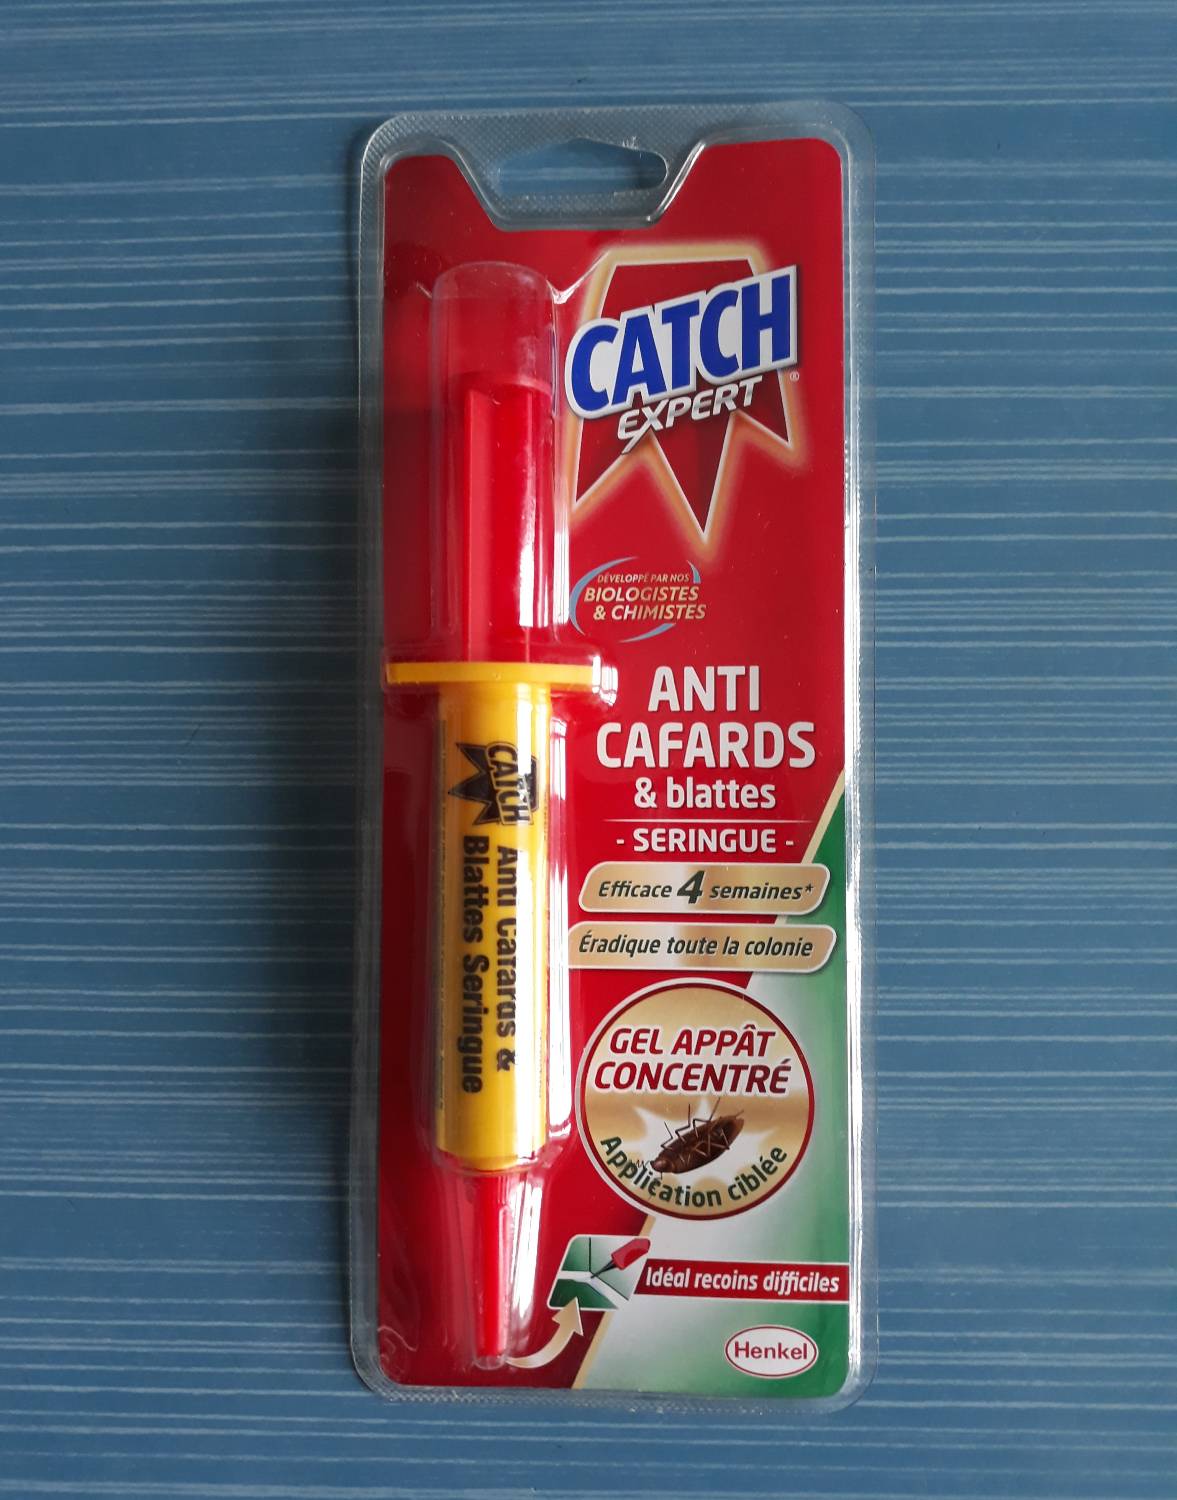 CATCH
EXPERT
®
DÉVELOPPÉ PAR NOS
BIOLOGISTES
& CHIMISTES
ANTI
CAFARDS
& blattes
- SERINGUE -
Efficace 4 semaines*
Éradique toute la colonie
GEL APPÂT
CONCENTRÉ
Application ciblée
Idéal recoins difficiles
Henkel
CATCH
Anti Cafards &
Blattes Seringue